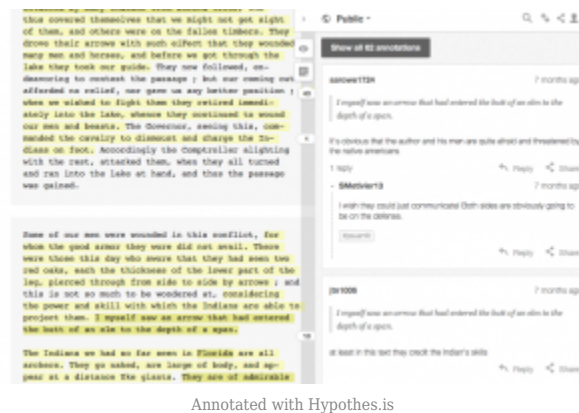 thus covered themselves that we might not get sight
of them, and others were on the fallen timbers. They
drove their arrows with such effect that they wounded
many men and horses, and before we got through the
lake they took our guide. They now followed, en-
deavoring to contest the passage ; but our coming out
afforded no relief, nor gave us any better position ;
when we wished to fight them they retired immedi-
ately into the lake, whence they continued to wound
our men and beasts. The Governor, seeing this, com-
manded the cavalry to dismount and charge the In-
dians on foot. Accordingly the Comptroller alighting
with the rest, attacked them, when they all turned
and ran into the lake at hand, and thus the passage
was gained.
Some of our men were wounded in this conflict, for
whom the good armor they wore did not avail. There
were those this day who swore that they had seen two
red oaks, each the thickness of the lower part of the
leg, pierced through from side to side by arrows ; and
this is not so much to be wondered at, considering
the power and skill with which the Indians are able to
project them. I myself saw an arrow that had entered
the butt of an elm to the depth of a span.
The Indians we had so far seen in Florida are all
archers. They go naked, are large of body, and ap-
pear at a distance like giants. They are of admirable
Public
Show all 62 annotations
7 months ago
I myself saw an arrow that had entered the butt of an elm to the
depth of a span.
It's obvious that the author and his men are quite afraid and threatened by
the native americans
1 reply
Reply Share
SMetivier13 7 months ago
I wish they could just communicate! Both sides are obviously going to
be on the defense.
Reply Share
7 months ago
I myself saw an arrow that had entered the butt of an elm to the
depth of a span.
at least in this text they credit the Indian's skills
Reply Share
Annotated with Hypothes.is